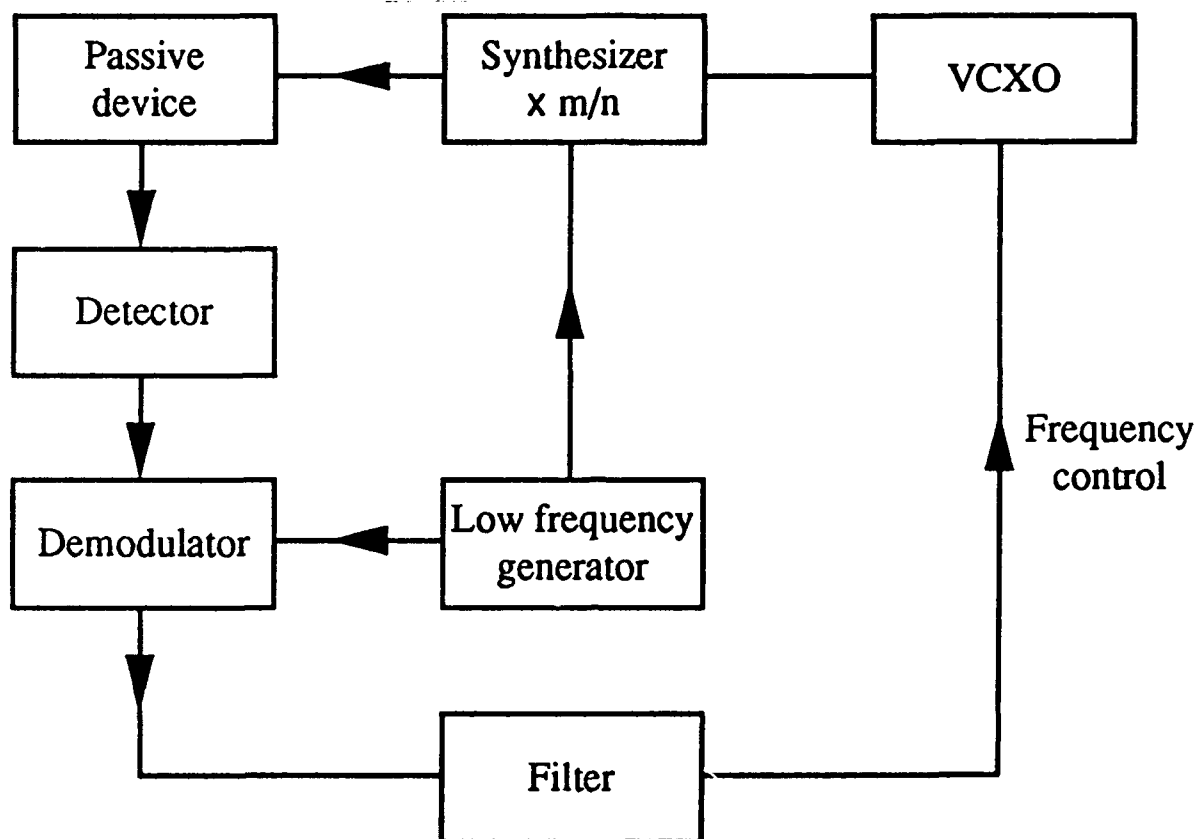 Passive
device
Synthesizer
x m/n
VCXO
Detector
Frequency
control
Demodulator
Low frequency
generator
Filter